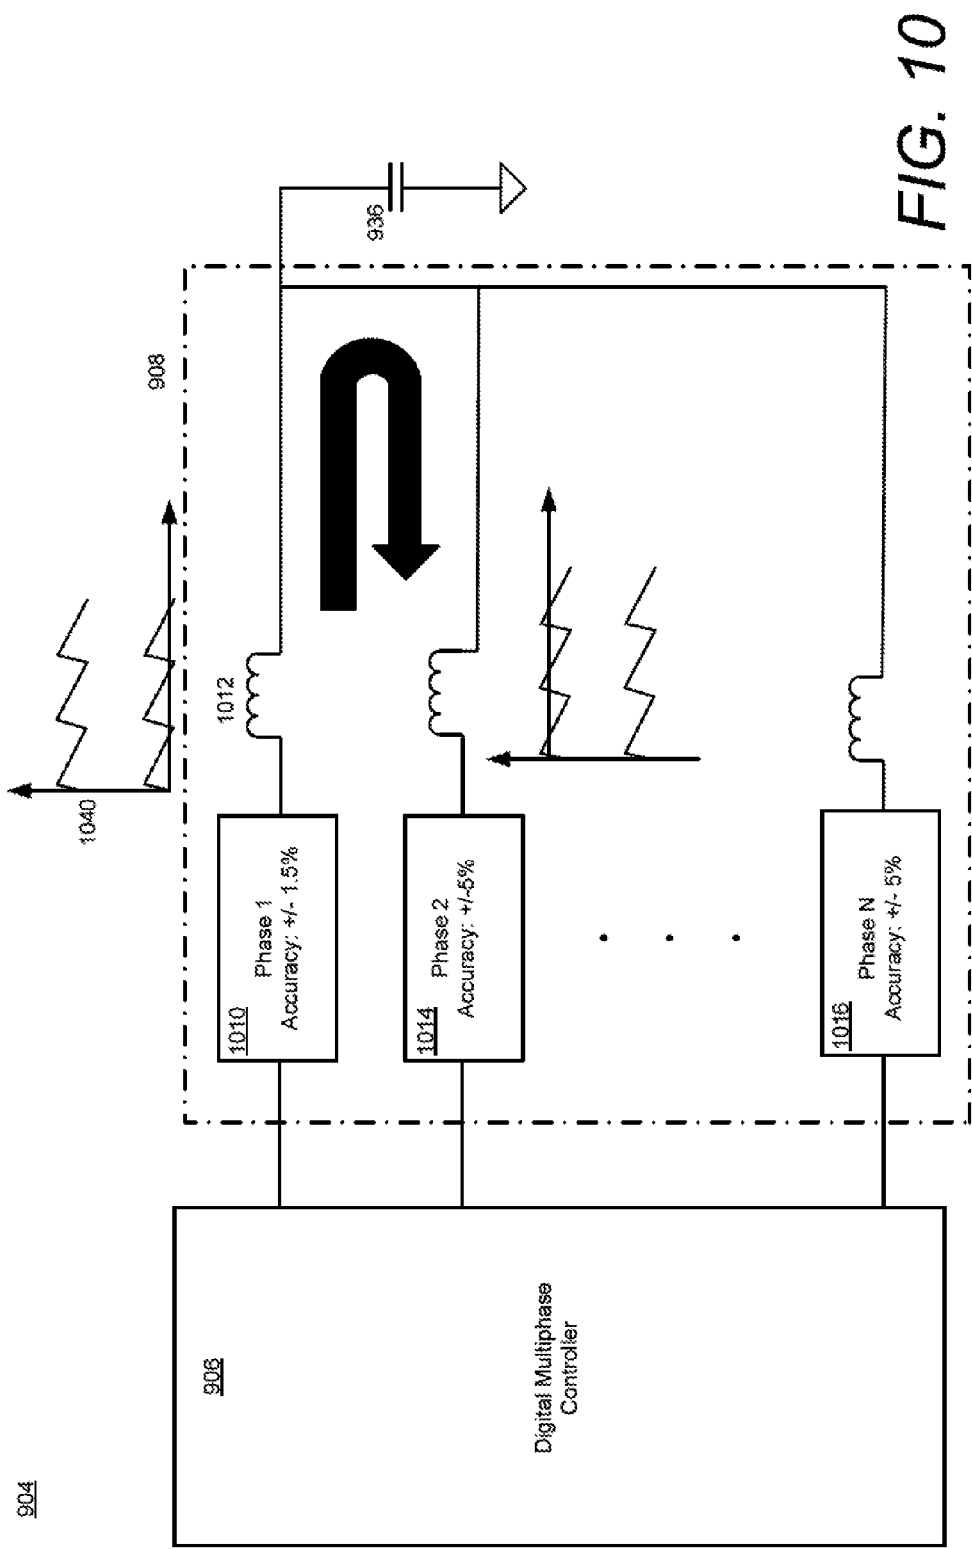 904
1040
908
1012
936
906
Digital Multiphase
Controller
1010
Phase 1
Accuracy: +/- 1.5%
1014
Phase 2
Accuracy: +/-5%
1016
Phase N
Accuracy: +/- 5%
FIG. 10